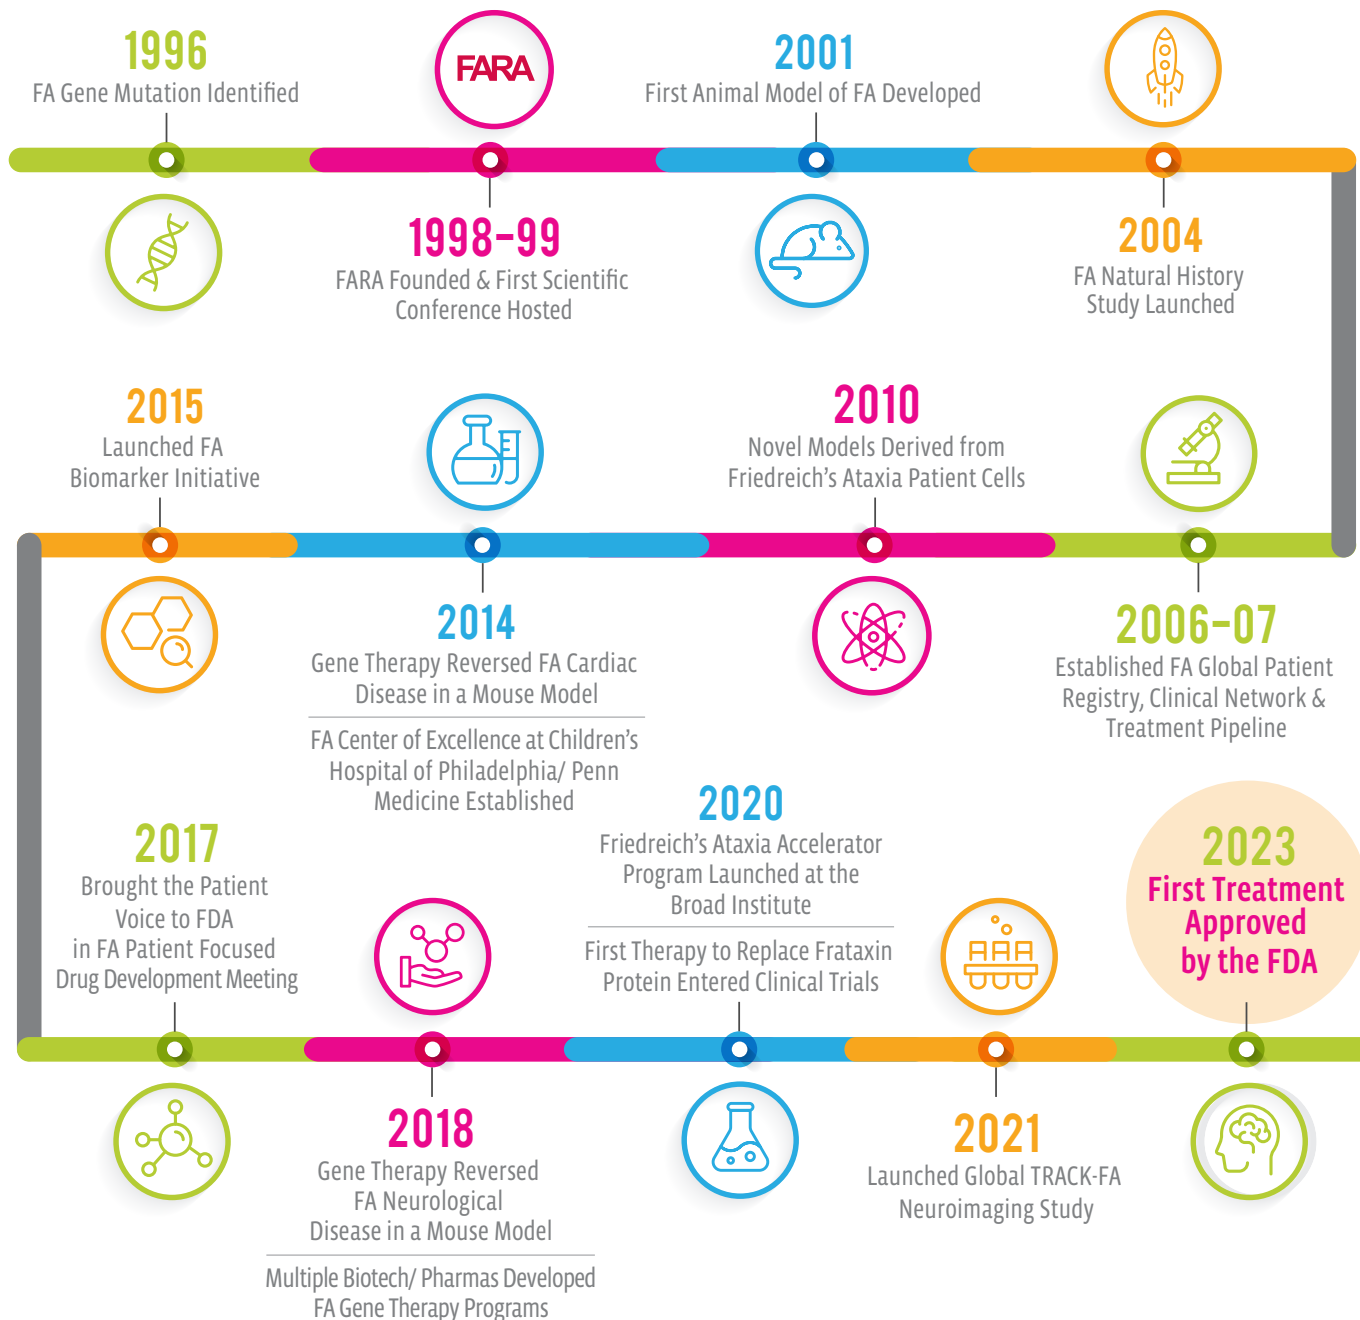 1996
FA Gene Mutation Identified
FARA
1998–99
FARA Founded & First Scientific
Conference Hosted
2001
First Animal Model of FA Developed
2004
FA Natural History
Study Launched
2006–07
Established FA Global Patient
Registry, Clinical Network &
Treatment Pipeline
2010
Novel Models Derived from
Friedreich’s Ataxia Patient Cells
2014
Gene Therapy Reversed FA Cardiac
Disease in a Mouse Model
FA Center of Excellence at Children’s
Hospital of Philadelphia/ Penn
Medicine Established
2015
Launched FA
Biomarker Initiative
2017
Brought the Patient
Voice to FDA
in FA Patient Focused
Drug Development Meeting
2018
Gene Therapy Reversed
FA Neurological
Disease in a Mouse Model
Multiple Biotech/ Pharmas Developed
FA Gene Therapy Programs
2020
Friedreich’s Ataxia Accelerator
Program Launched at the
Broad Institute
First Therapy to Replace Frataxin
Protein Entered Clinical Trials
2021
Launched Global TRACK-FA
Neuroimaging Study
2023
First Treatment
Approved
by the FDA